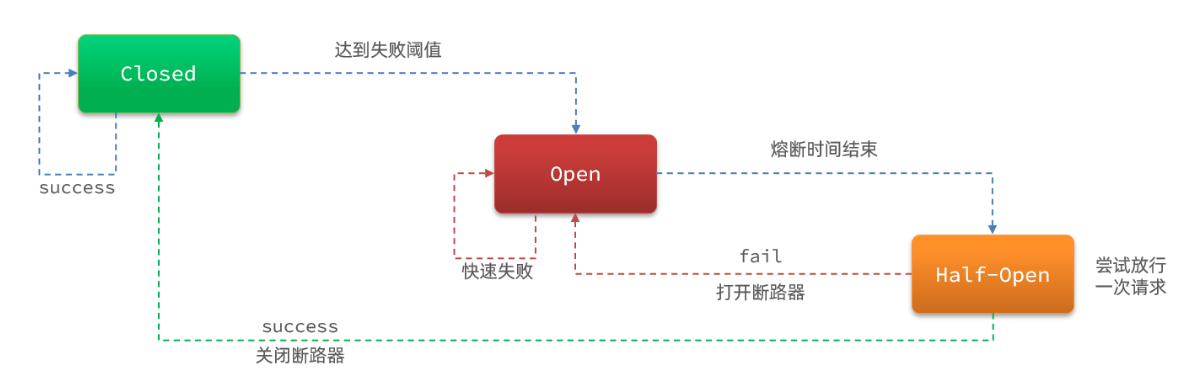 达到失败阈值
Closed
熔断时间结束
Open
success
fail
尝试放行
一次请求
快速失败
Half-Open
打开断路器
success
关闭断路器